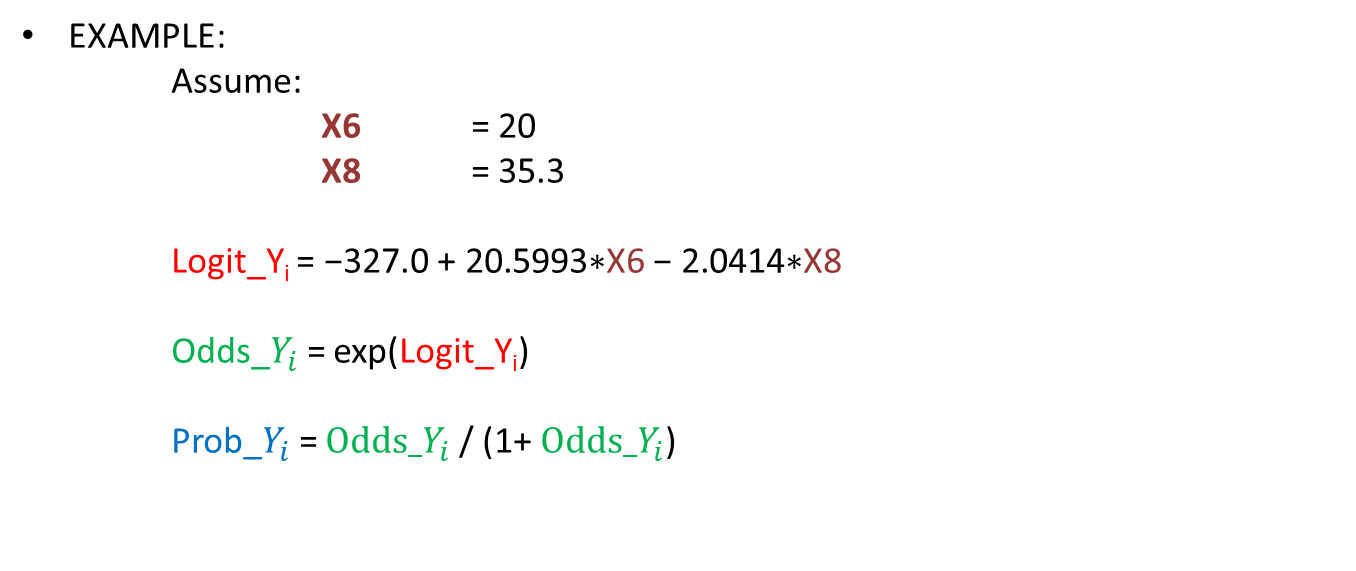 • EXAMPLE:
Assume:
X6 = 20
X8 = 35.3
Logit_Yᵢ = −327.0 + 20.5993*X6 − 2.0414*X8
Odds_𝑌ᵢ = exp(Logit_Yᵢ)
Prob_𝑌ᵢ = Odds_𝑌ᵢ / (1+ Odds_𝑌ᵢ)